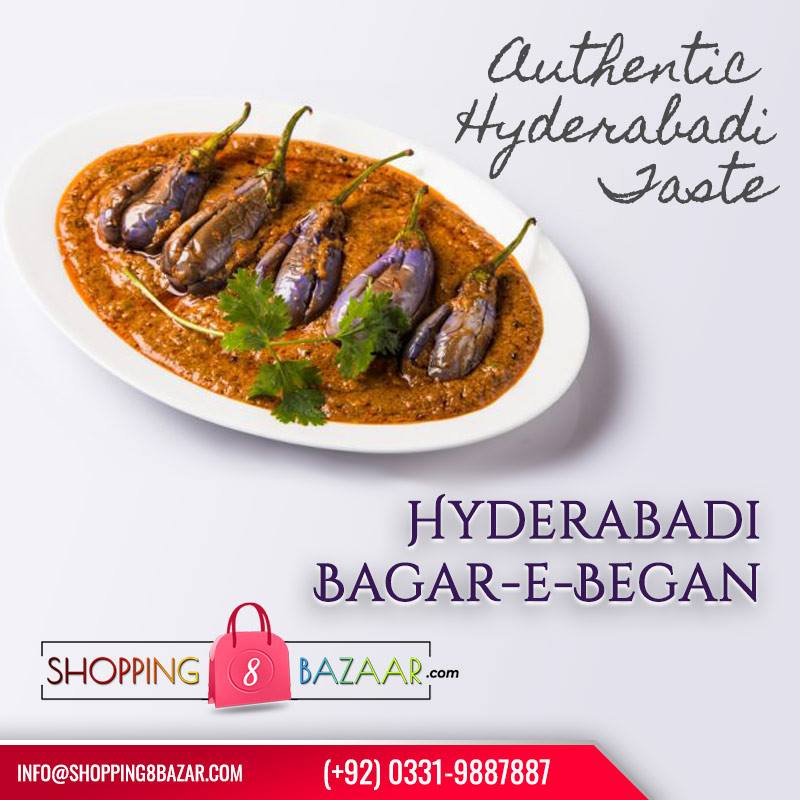 Authentic
Hyderabadi
Taste
Hyderabadi
Bagar-e-Began
SHOPPING 8 BAZAAR.com
INFO@SHOPPING8BAZAR.COM (+92) 0331-9887887